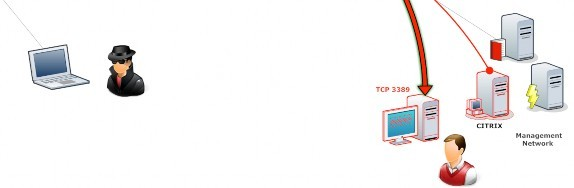 TCP 3389
CITRIX
Management
Network